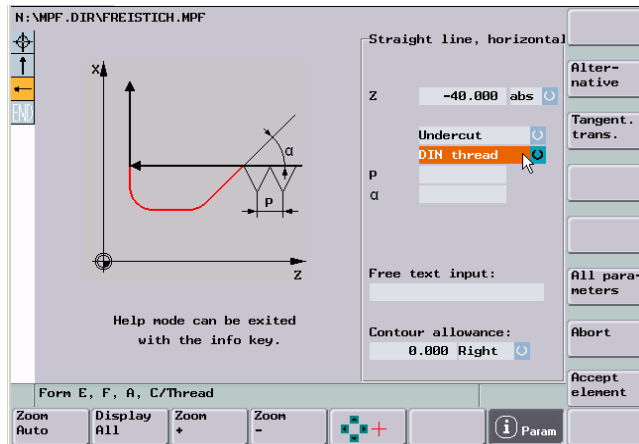 N:\MPF.DIR\FREISTICH.MPF
END
X
α
P
Z
Help mode can be exited
with the info key.
Straight line, horizontal
Z -40.000 abs
Undercut
DIN thread
P
α
Free text input:
Contour allowance:
0.000 Right
Alter-
native
Tangent.
trans.
All para-
meters
Abort
Accept
element
Form E, F, A, C/Thread
Zoom
Auto
Display
All
Zoom
+
Zoom
-
i Param